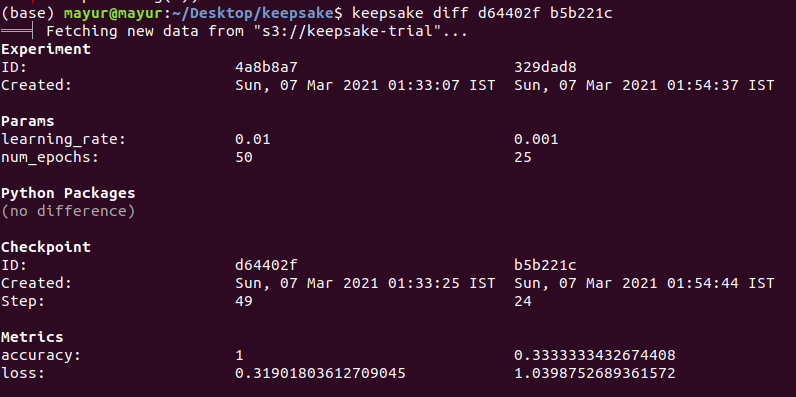 (base) mayur@mayur:~/Desktop/keepsake$ keepsake diff d64402f b5b221c
Fetching new data from "s3://keepsake-trial"...
Experiment
ID: 4a8b8a7 329dad8
Created: Sun, 07 Mar 2021 01:33:07 IST Sun, 07 Mar 2021 01:54:37 IST
Params
learning_rate: 0.01 0.001
num_epochs: 50 25
Python Packages
(no difference)
Checkpoint
ID: d64402f b5b221c
Created: Sun, 07 Mar 2021 01:33:25 IST Sun, 07 Mar 2021 01:54:44 IST
Step: 49 24
Metrics
accuracy: 1 0.3333333432674408
loss: 0.31901803612709045 1.0398752689361572